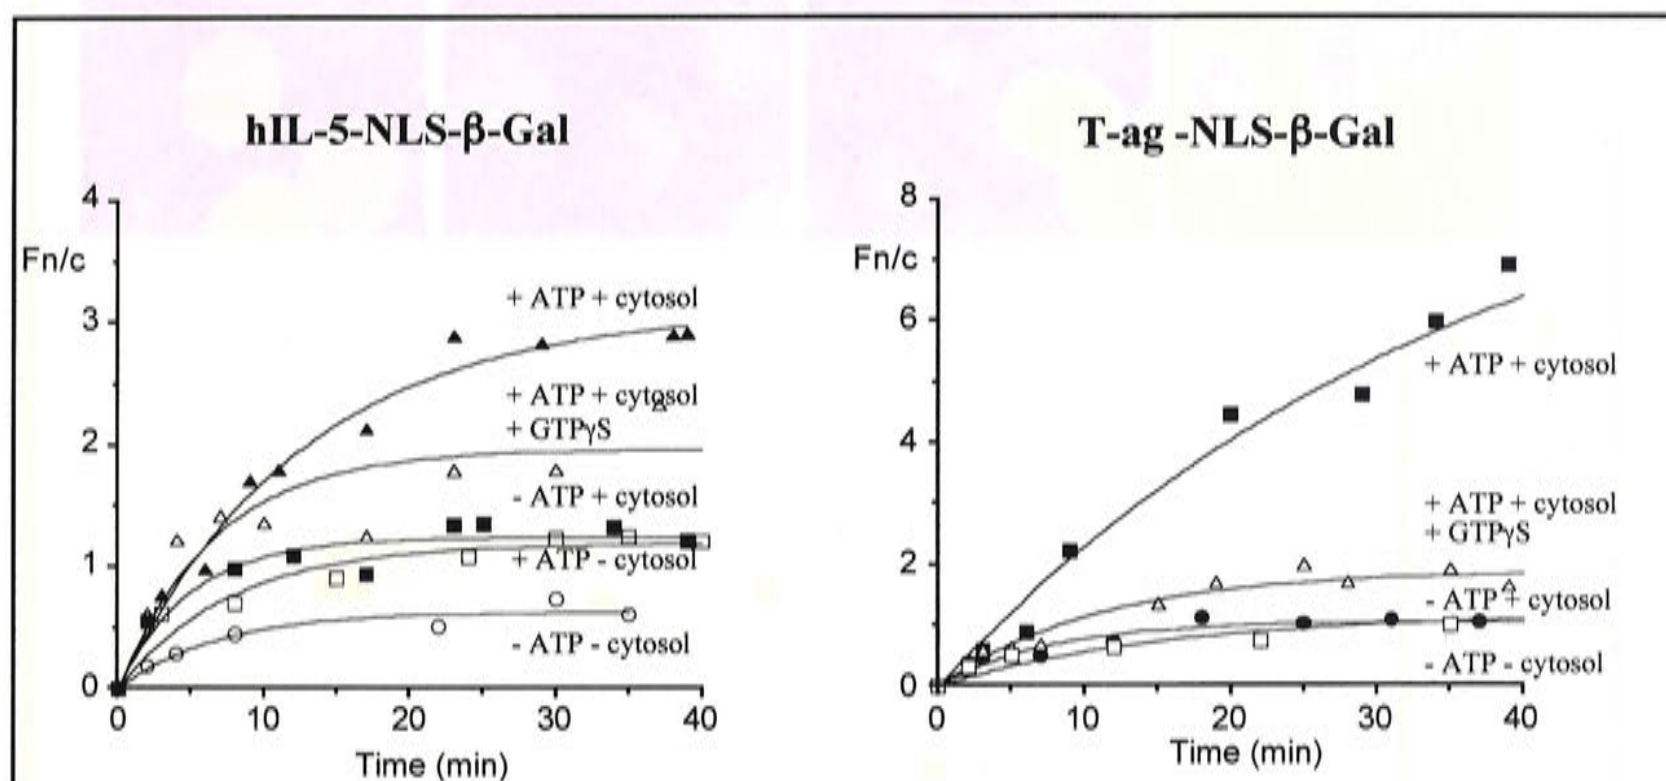 hIL-5-NLS-β-Gal
4
Fn/c
3
2
1
0
+ ATP + cytosol
+ ATP + cytosol
+ GTPγS
- ATP + cytosol
+ ATP - cytosol
- ATP - cytosol
0 10 20 30 40
Time (min)
T-ag -NLS-β-Gal
8
Fn/c
6
4
2
0
+ ATP + cytosol
+ ATP + cytosol
+ GTPγS
- ATP + cytosol
- ATP - cytosol
0 10 20 30 40
Time (min)